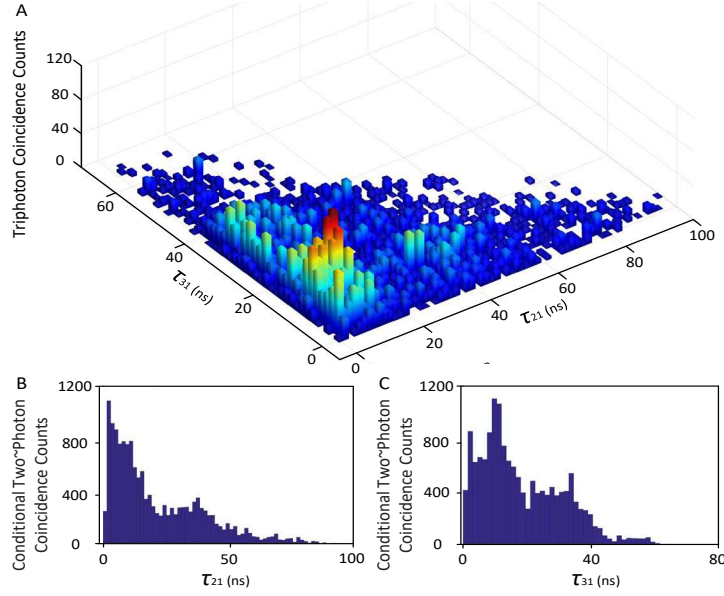 A
Triphoton Coincidence Counts
120
80
40
0
60
40
20
0
τ31 (ns)
0
20
40
60
80
100
τ21 (ns)
B
Conditional Two~Photon
Coincidence Counts
1200
800
400
0
0
50
100
τ21 (ns)
C
Conditional Two~Photon
Coincidence Counts
1200
800
400
0
0
40
80
τ31 (ns)